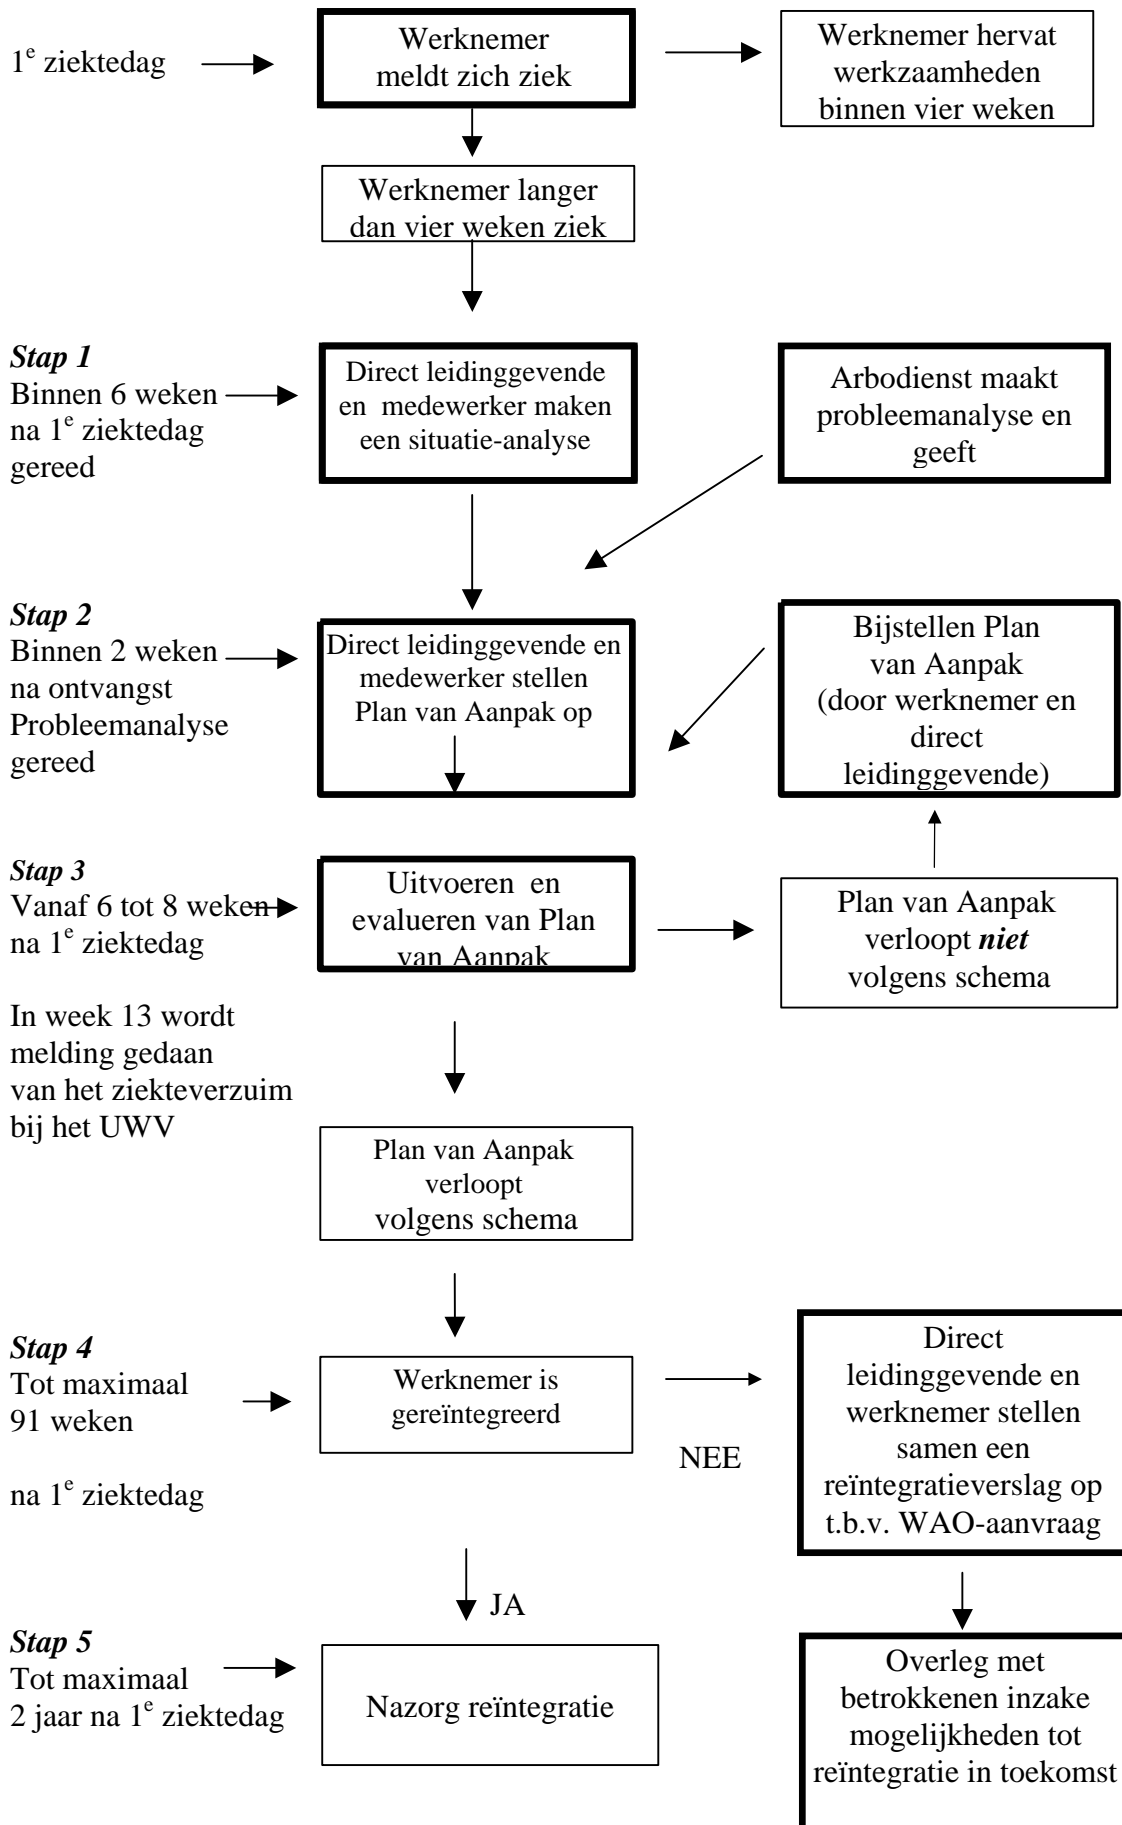 1e ziektedag
Werknemer
meldt zich ziek
Werknemer hervat
werkzaamheden
binnen vier weken
Werknemer langer
dan vier weken ziek
Stap 1
Binnen 6 weken
na 1e ziektedag
gereed
Direct leidinggevende
en medewerker maken
een situatie-analyse
Arbodienst maakt
probleemanalyse en
geeft
Stap 2
Binnen 2 weken
na ontvangst
Probleemanalyse
gereed
Direct leidinggevende en
medewerker stellen
Plan van Aanpak op
Bijstellen Plan
van Aanpak
(door werknemer en
direct
leidinggevende)
Stap 3
Vanaf 6 tot 8 weken
na 1e ziektedag
Uitvoeren en
evalueren van Plan
van Aanpak
Plan van Aanpak
verloopt niet
volgens schema
In week 13 wordt
melding gedaan
van het ziekteverzuim
bij het UWV
Plan van Aanpak
verloopt
volgens schema
Stap 4
Tot maximaal
91 weken
na 1e ziektedag
Werknemer is
gereïntegreerd
NEE
Direct
leidinggevende en
werknemer stellen
samen een
reïntegratieverslag op
t.b.v. WAO-aanvraag
JA
Stap 5
Tot maximaal
2 jaar na 1e ziektedag
Nazorg reïntegratie
Overleg met
betrokkenen inzake
mogelijkheden tot
reïntegratie in toekomst